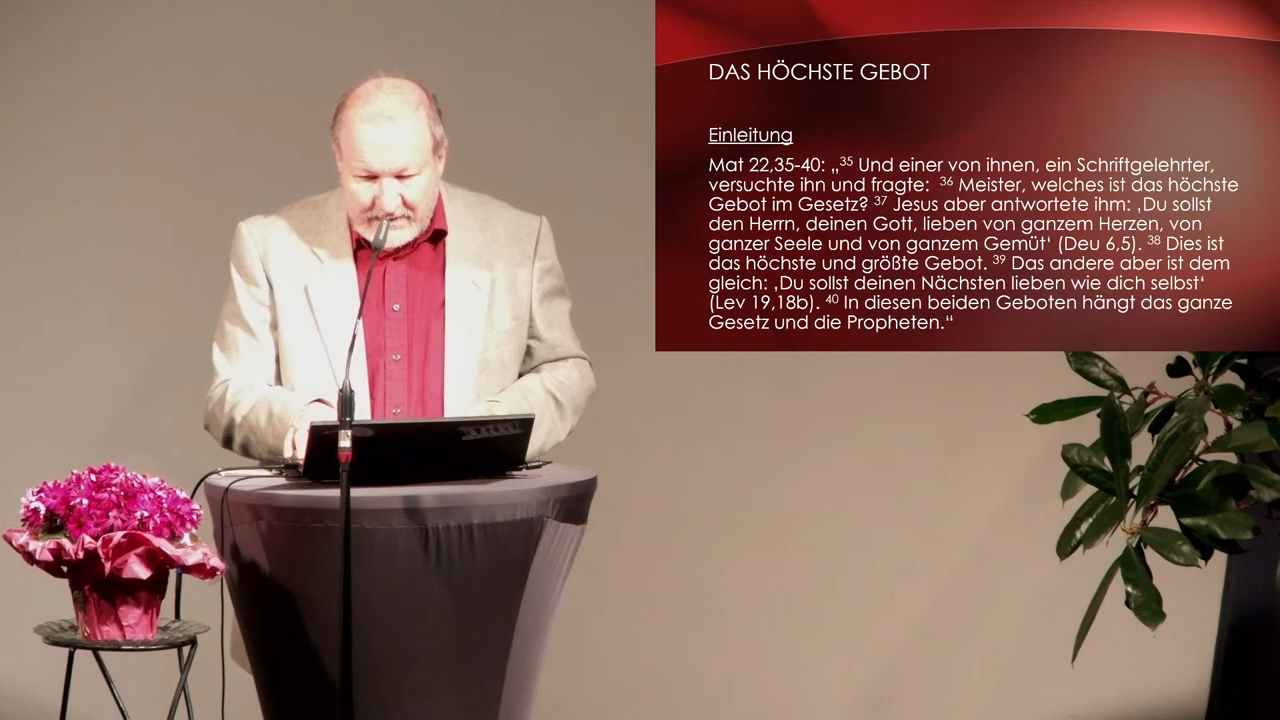 DAS HÖCHSTE GEBOT
Einleitung
Mat 22,35-40: „³⁵ Und einer von ihnen, ein Schriftgelehrter,
versuchte ihn und fragte: ³⁶ Meister, welches ist das höchste
Gebot im Gesetz? ³⁷ Jesus aber antwortete ihm: ‚Du sollst
den Herrn, deinen Gott, lieben von ganzem Herzen, von
ganzer Seele und von ganzem Gemüt‘ (Deu 6,5). ³⁸ Dies ist
das höchste und größte Gebot. ³⁹ Das andere aber ist dem
gleich: ‚Du sollst deinen Nächsten lieben wie dich selbst‘
(Lev 19,18b). ⁴⁰ In diesen beiden Geboten hängt das ganze
Gesetz und die Propheten.“